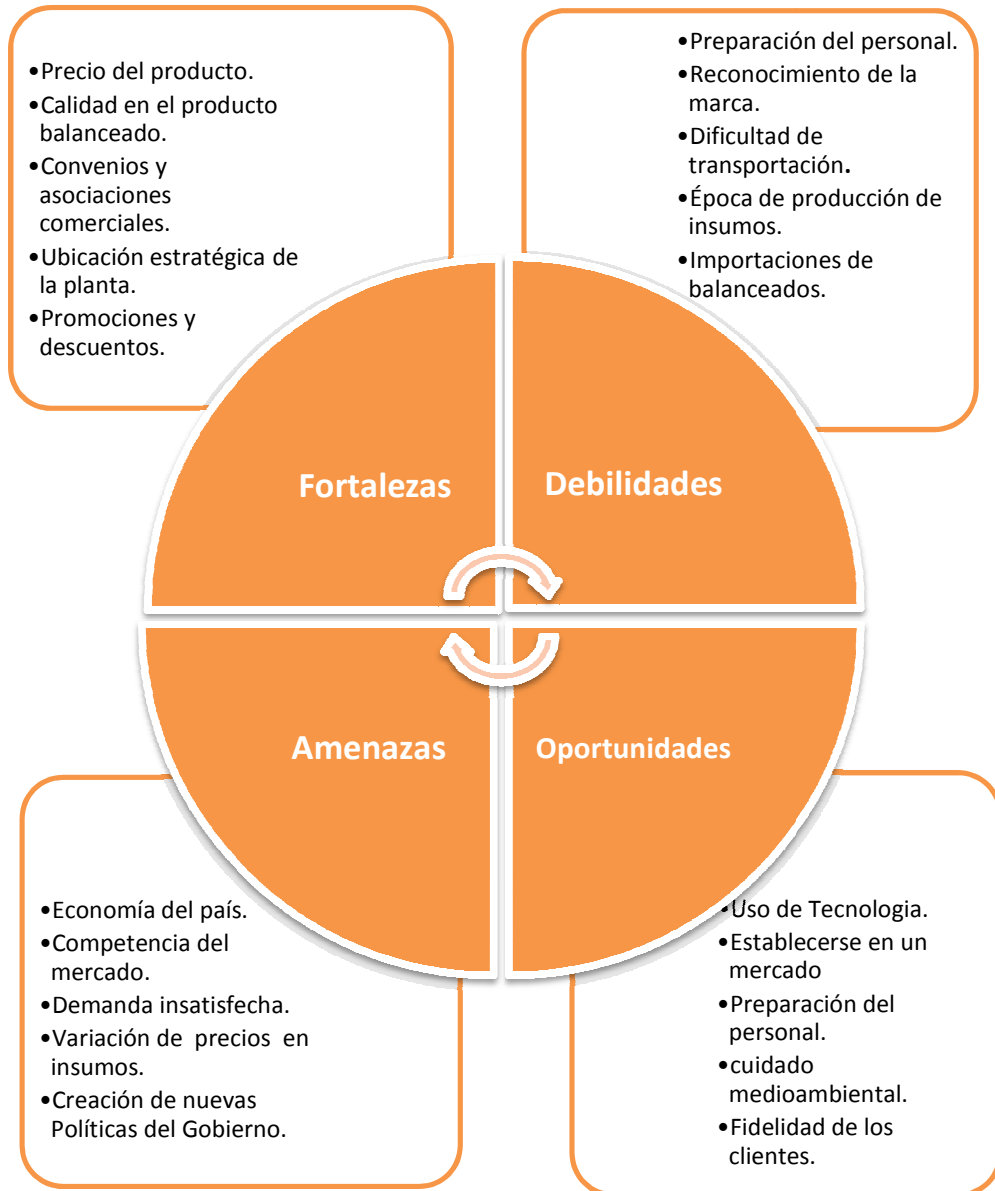 •Precio del producto.
•Calidad en el producto
balanceado.
•Convenios y
asociaciones
comerciales.
•Ubicación estratégica de
la planta.
•Promociones y
descuentos.
•Preparación del personal.
•Reconocimiento de la
marca.
•Dificultad de
transportación.
•Época de producción de
insumos.
•Importaciones de
balanceados.
Fortalezas
Debilidades
Amenazas
Oportunidades
•Economía del país.
•Competencia del
mercado.
•Demanda insatisfecha.
•Variación de precios en
insumos.
•Creación de nuevas
Políticas del Gobierno.
•Uso de Tecnologia.
•Establecerse en un
mercado
•Preparación del
personal.
•cuidado
medioambiental.
•Fidelidad de los
clientes.